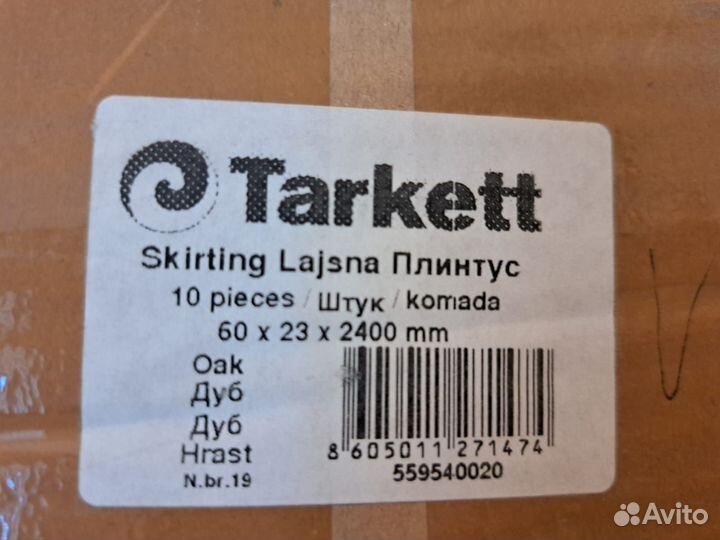 Tarkett
Skirting Lajsna Плинтус
10 pieces / Штук / komada
60 x 23 x 2400 mm
Oak
Дуб
Дуб
Hrast
N.br.19
8 605011 271474
559540020
Avito